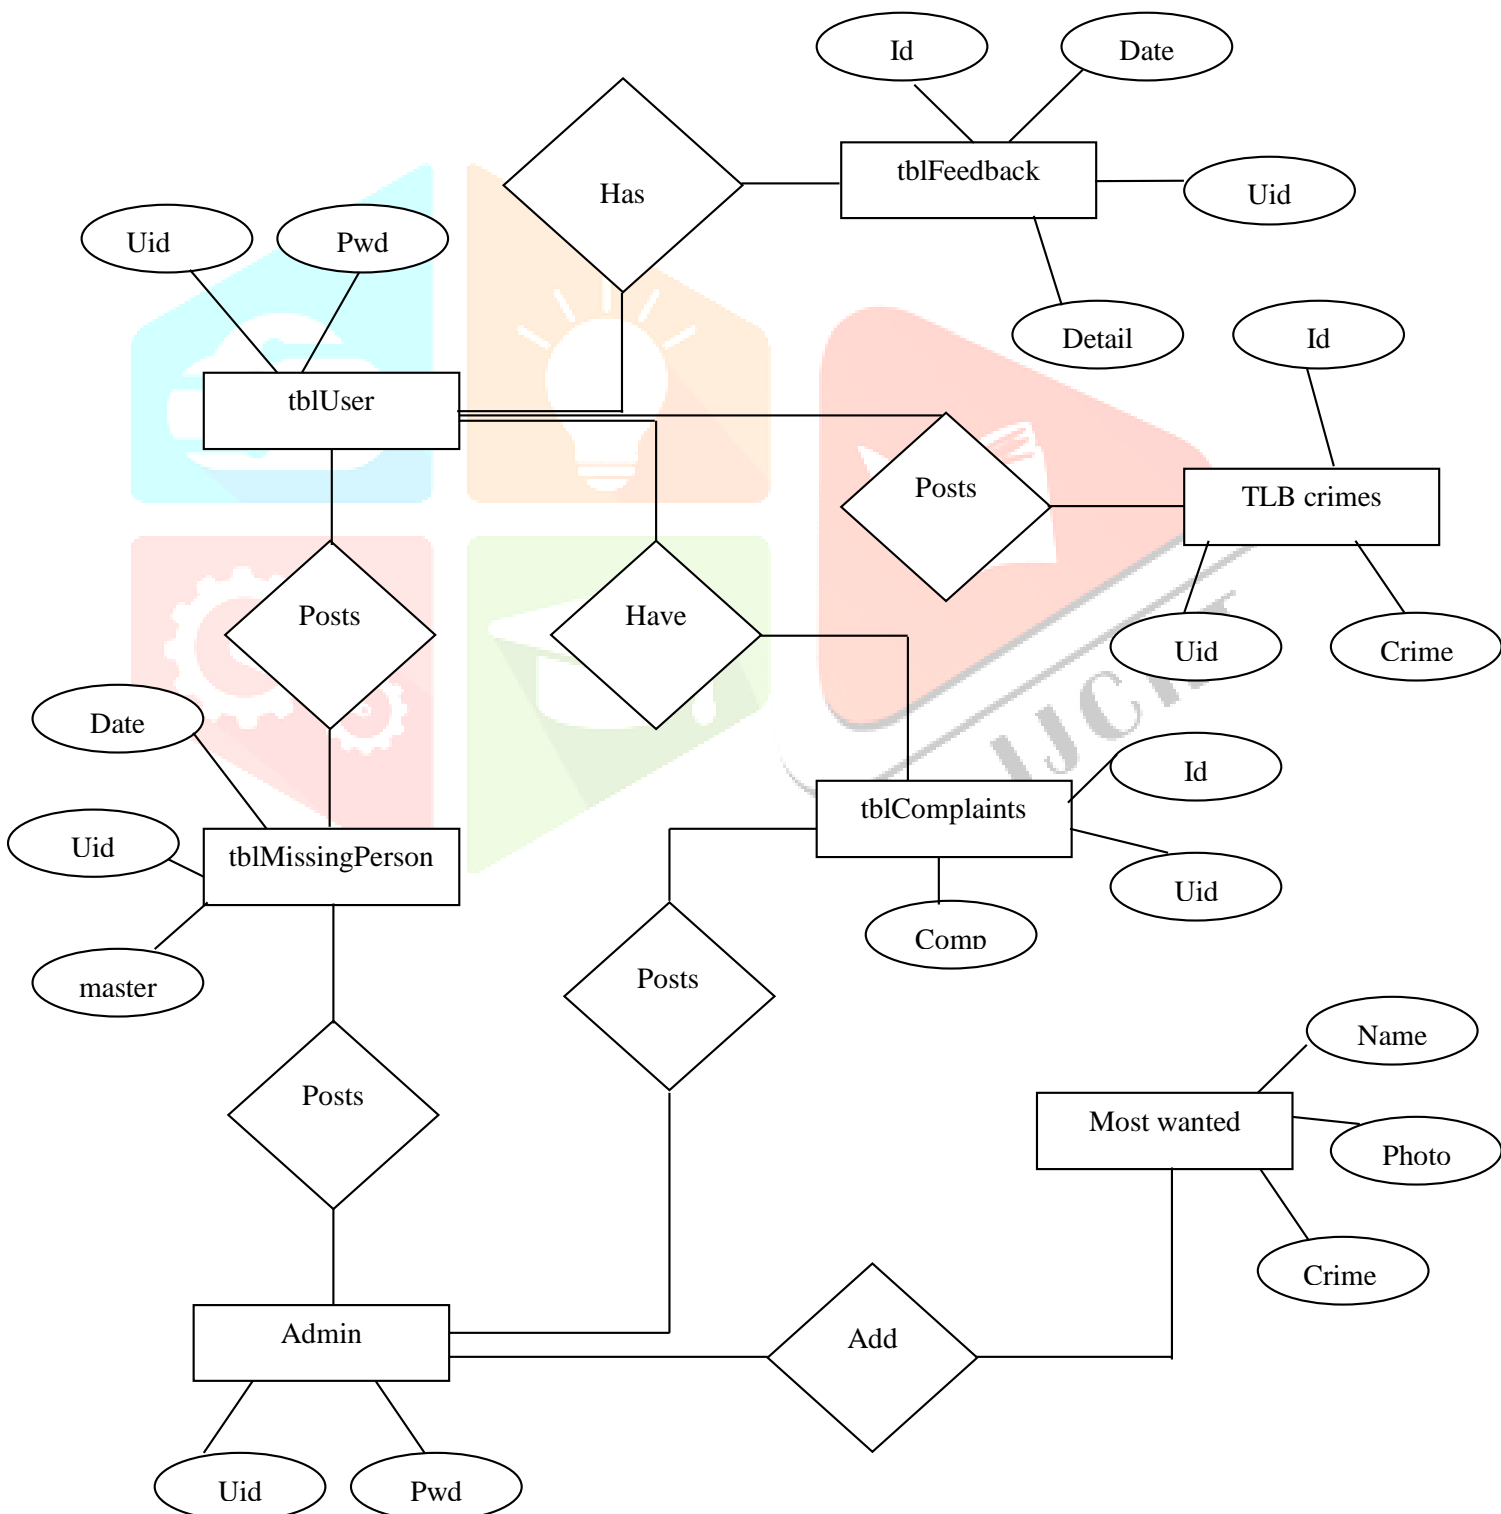 Id
Date
Has
tblFeedback
Uid
Uid
Pwd
Detail
Id
tblUser
Posts
TLB crimes
Posts
Have
Uid
Crime
Date
Id
tblComplaints
Uid
tblMissingPerson
Uid
Comp
Posts
master
Name
Posts
Most wanted
Photo
Crime
Admin
Add
Uid
Pwd